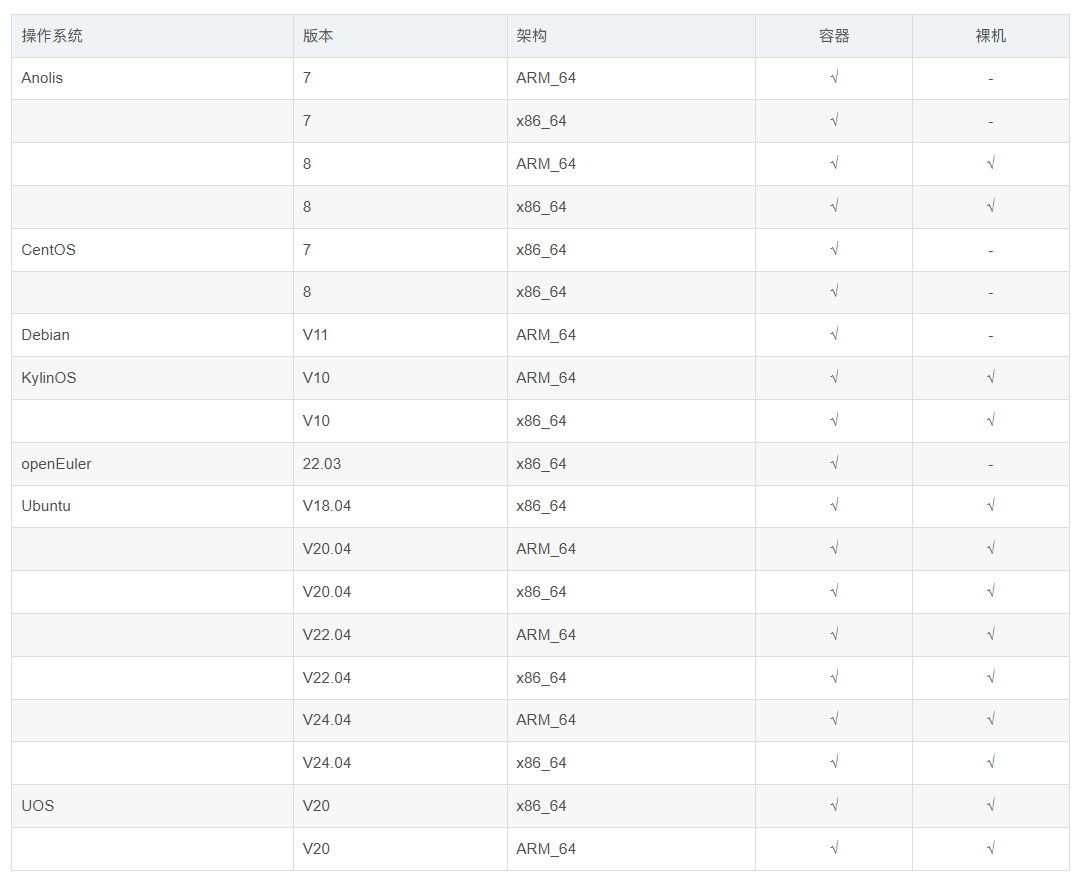 操作系统 版本 架构 容器 裸机
Anolis 7 ARM_64 √ -
7 x86_64 √ -
8 ARM_64 √ √
8 x86_64 √ √
CentOS 7 x86_64 √ -
8 x86_64 √ -
Debian V11 ARM_64 √ -
KylinOS V10 ARM_64 √ √
V10 x86_64 √ √
openEuler 22.03 x86_64 √ -
Ubuntu V18.04 x86_64 √ √
V20.04 ARM_64 √ √
V20.04 x86_64 √ √
V22.04 ARM_64 √ √
V22.04 x86_64 √ √
V24.04 ARM_64 √ √
V24.04 x86_64 √ √
UOS V20 x86_64 √ √
V20 ARM_64 √ √